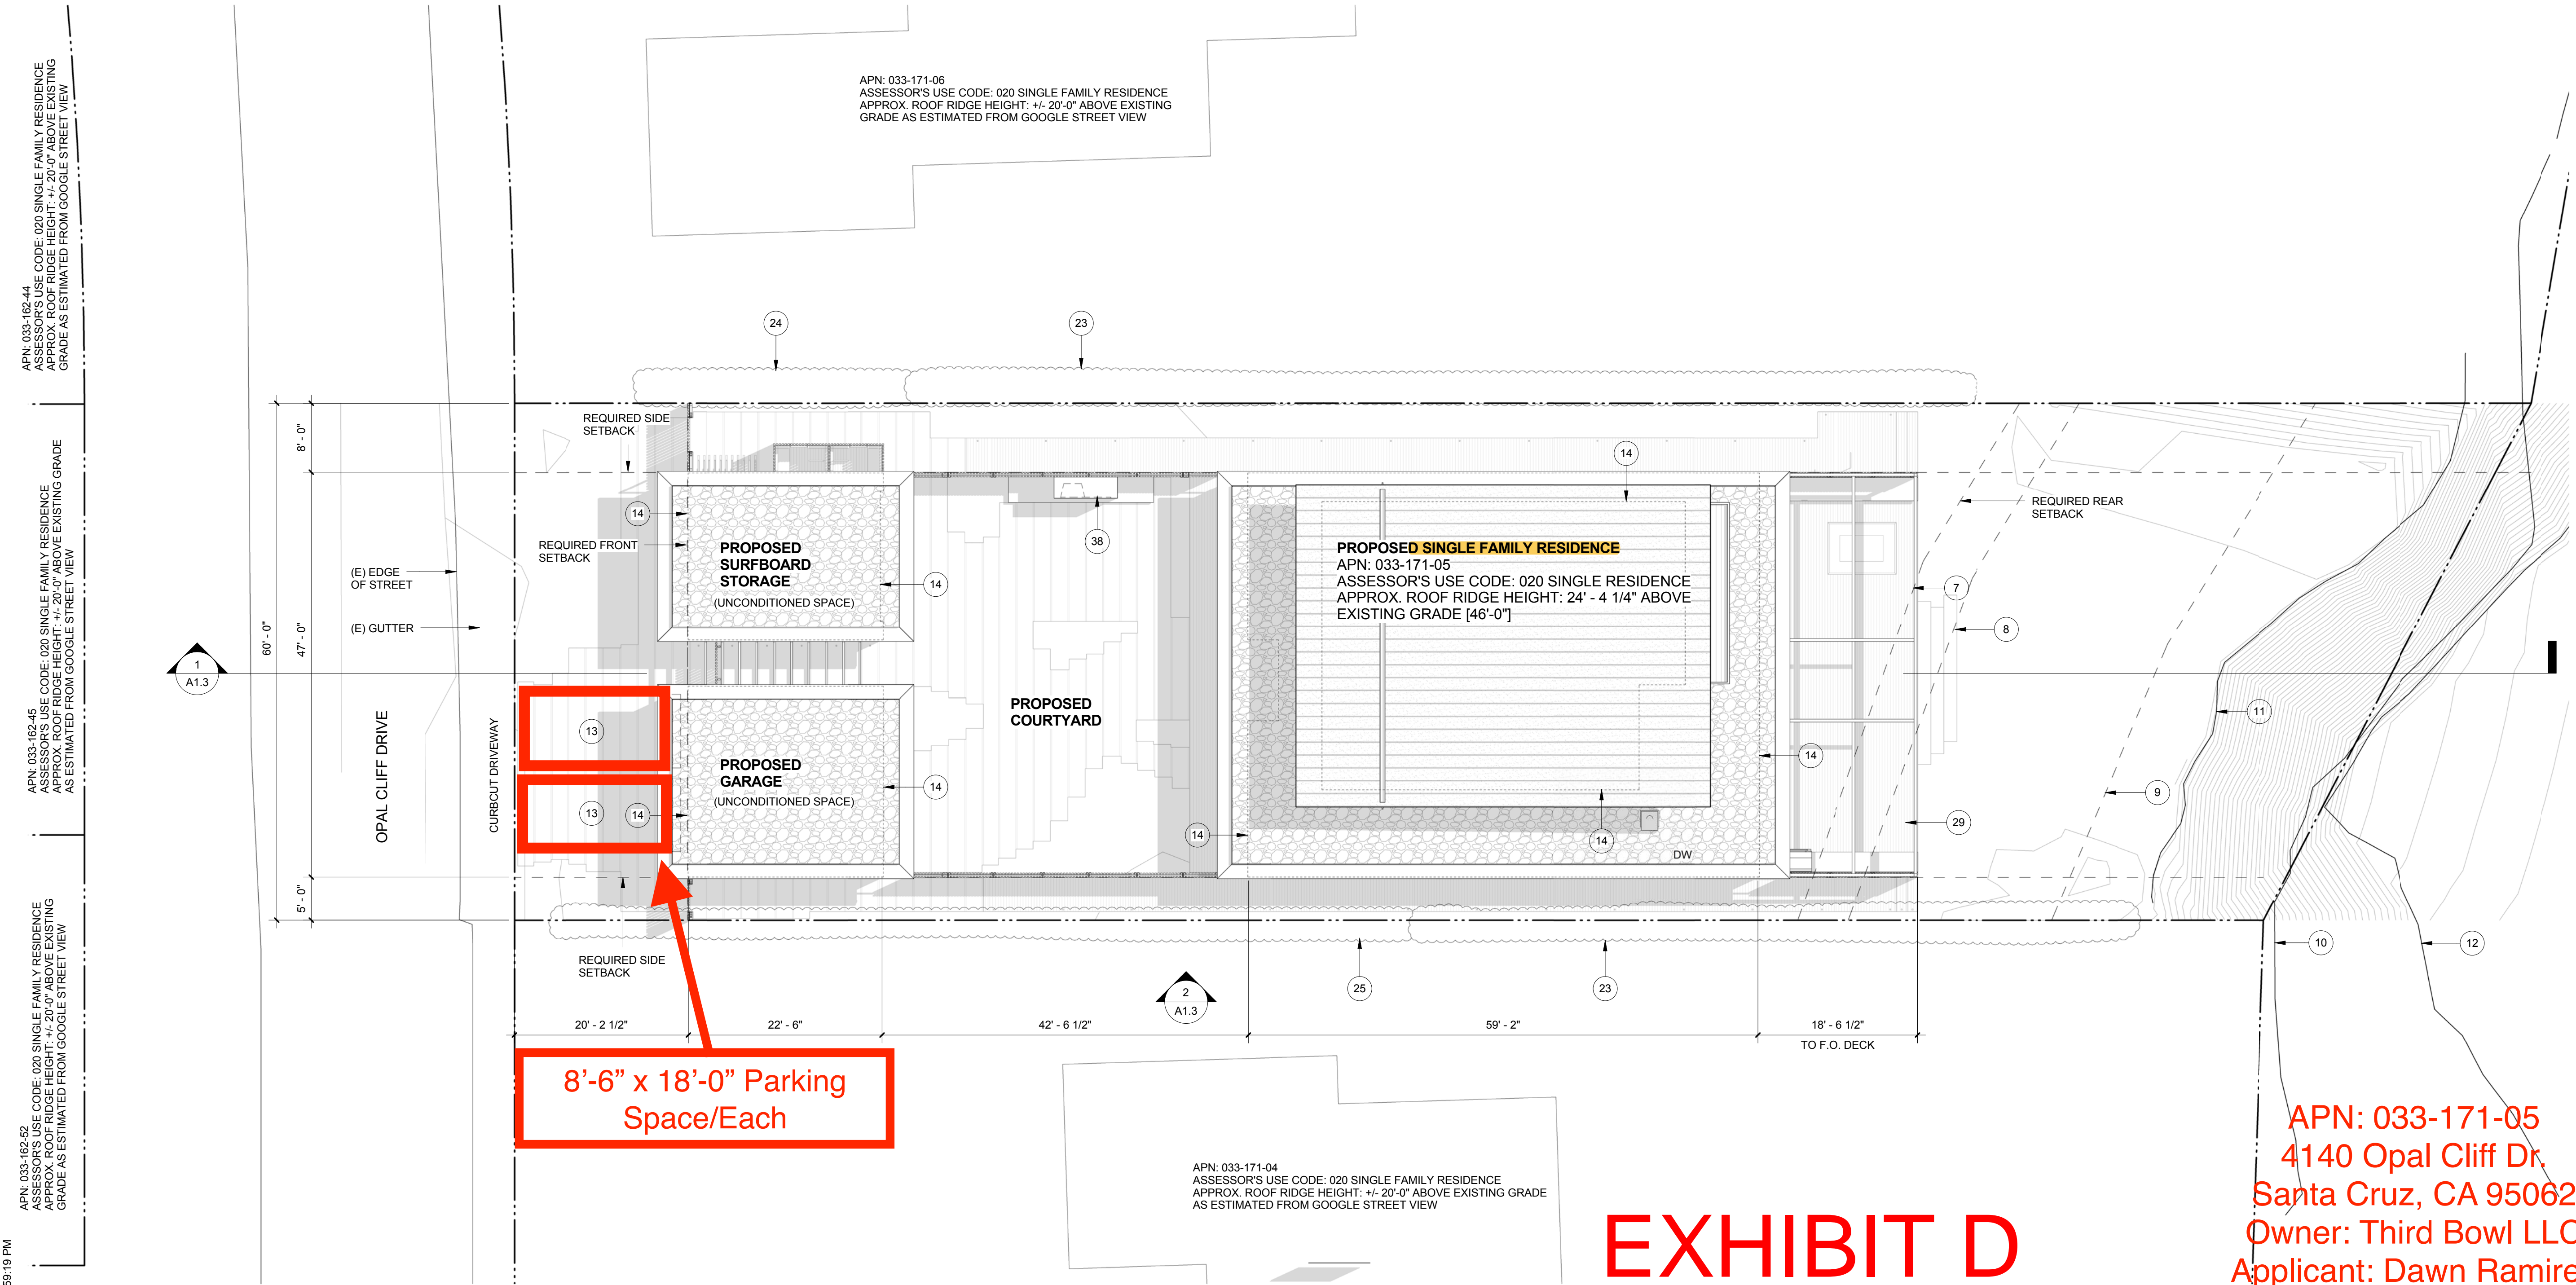 APN: 033-171-06
ASSESSOR'S USE CODE: 020 SINGLE FAMILY RESIDENCE
APPROX. ROOF RIDGE HEIGHT: +/- 20'-0" ABOVE EXISTING
GRADE AS ESTIMATED FROM GOOGLE STREET VIEW
APN: 033-162-44
ASSESSOR'S USE CODE: 020 SINGLE FAMILY RESIDENCE
APPROX. ROOF RIDGE HEIGHT: +/- 20'-0" ABOVE EXISTING
GRADE AS ESTIMATED FROM GOOGLE STREET VIEW
24
23
REQUIRED SIDE
SETBACK
8' - 0"
14
REQUIRED REAR
SETBACK
14
38
REQUIRED FRONT
SETBACK
PROPOSED
SURFBOARD
STORAGE
(UNCONDITIONED SPACE)
14
PROPOSED SINGLE FAMILY RESIDENCE
APN: 033-171-05
ASSESSOR'S USE CODE: 020 SINGLE RESIDENCE
APPROX. ROOF RIDGE HEIGHT: 24' - 4 1/4" ABOVE
EXISTING GRADE [46'-0"]
(E) EDGE
OF STREET
(E) GUTTER
7
8
60' - 0"
47' - 0"
1
A1.3
APN: 033-162-45
ASSESSOR'S USE CODE: 020 SINGLE FAMILY RESIDENCE
APPROX. ROOF RIDGE HEIGHT: +/- 20'-0" ABOVE EXISTING GRADE
AS ESTIMATED FROM GOOGLE STREET VIEW
OPAL CLIFF DRIVE
CURBCUT DRIVEWAY
13
13
14
PROPOSED
GARAGE
(UNCONDITIONED SPACE)
14
PROPOSED
COURTYARD
11
14
9
14
14
29
DW
5' - 0"
REQUIRED SIDE
SETBACK
25
23
10
12
2
A1.3
20' - 2 1/2"
22' - 6"
42' - 6 1/2"
59' - 2"
18' - 6 1/2"
TO F.O. DECK
8'-6” x 18’-0” Parking
Space/Each
APN: 033-162-52
ASSESSOR'S USE CODE: 020 SINGLE FAMILY RESIDENCE
APPROX. ROOF RIDGE HEIGHT: +/- 20'-0" ABOVE EXISTING
GRADE AS ESTIMATED FROM GOOGLE STREET VIEW
APN: 033-171-04
ASSESSOR'S USE CODE: 020 SINGLE FAMILY RESIDENCE
APPROX. ROOF RIDGE HEIGHT: +/- 20'-0" ABOVE EXISTING GRADE
AS ESTIMATED FROM GOOGLE STREET VIEW
EXHIBIT D
APN: 033-171-05
4140 Opal Cliff Dr.
Santa Cruz, CA 95062
Owner: Third Bowl LLC
Applicant: Dawn Ramire
59:19 PM